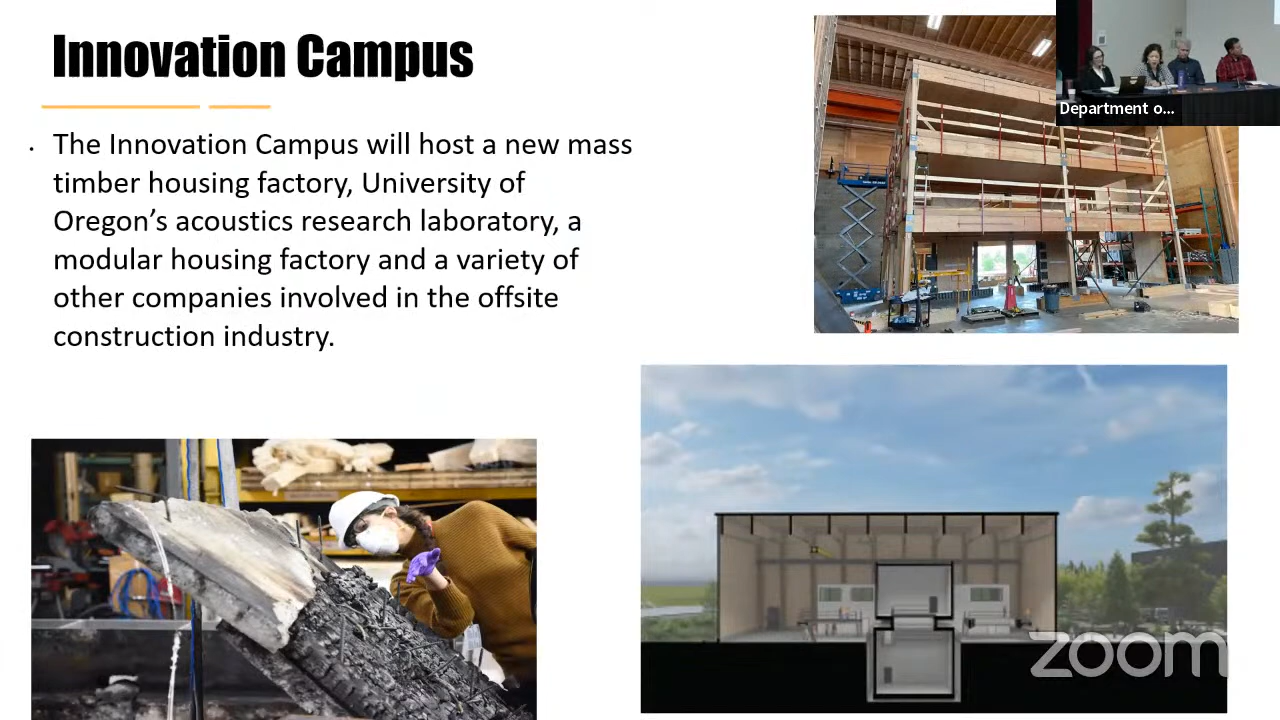 Innovation Campus
• The Innovation Campus will host a new mass
timber housing factory, University of
Oregon’s acoustics research laboratory, a
modular housing factory and a variety of
other companies involved in the offsite
construction industry.
Department o...
zoom